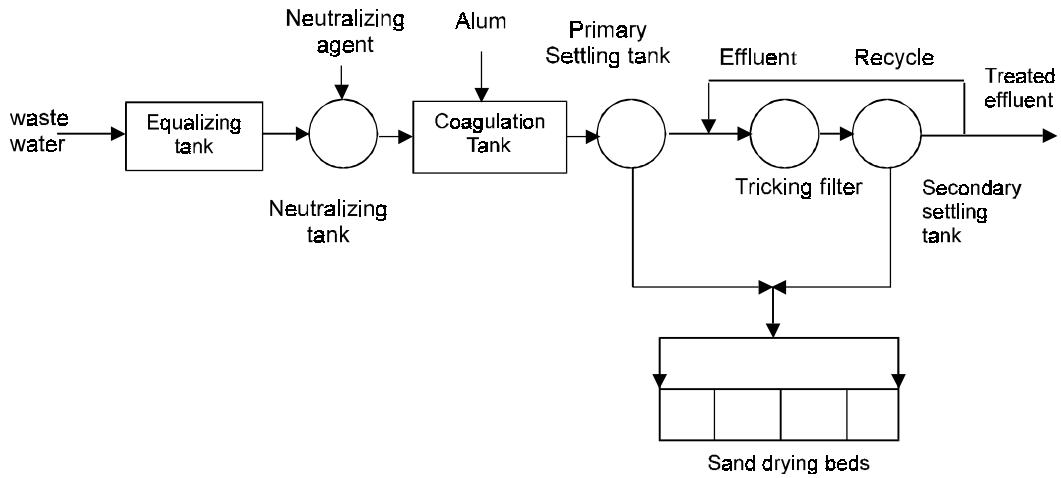 Neutralizing
agent
Alum
Primary
Settling tank
Effluent
Recycle
Treated
effluent
waste
water
Equalizing
tank
Coagulation
Tank
Neutralizing
tank
Tricking filter
Secondary
settling
tank
Sand drying beds